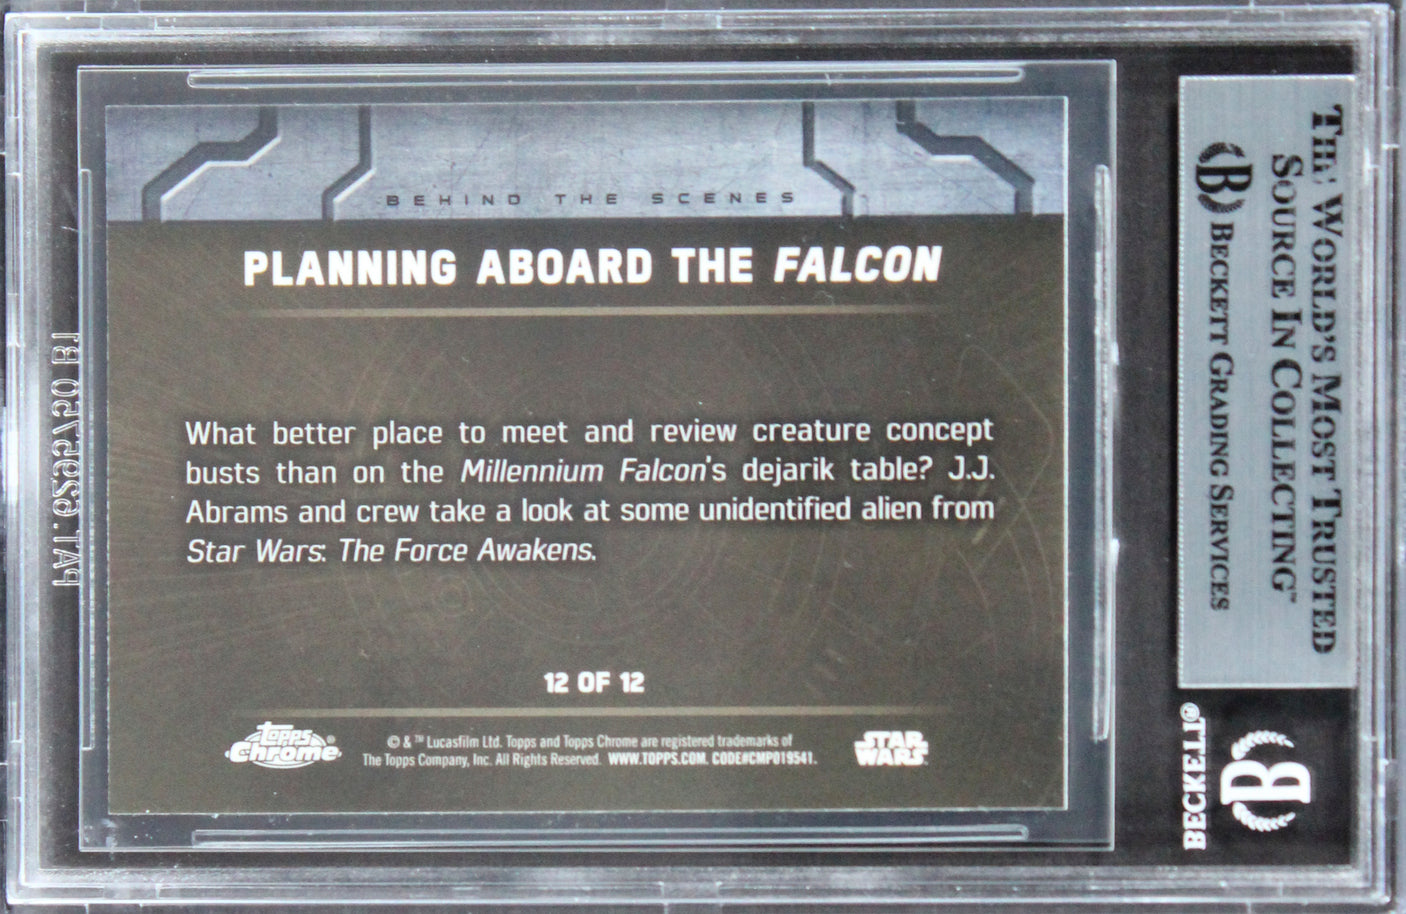 BEHIND THE SCENES
PLANNING ABOARD THE FALCON
What better place to meet and review creature concept
busts than on the Millennium Falcon's dejarik table? J.J.
Abrams and crew take a look at some unidentified alien from
Star Wars: The Force Awakens.
12 OF 12
Topps Chrome®
© & ™ Lucasfilm Ltd. Topps and Topps Chrome are registered trademarks of
The Topps Company, Inc. All Rights Reserved. WWW.TOPPS.COM. CODE#CMP019541.
STAR WARS
THE WORLD'S MOST TRUSTED
SOURCE IN COLLECTING™
B BECKETT GRADING SERVICES
BECKETT®
B